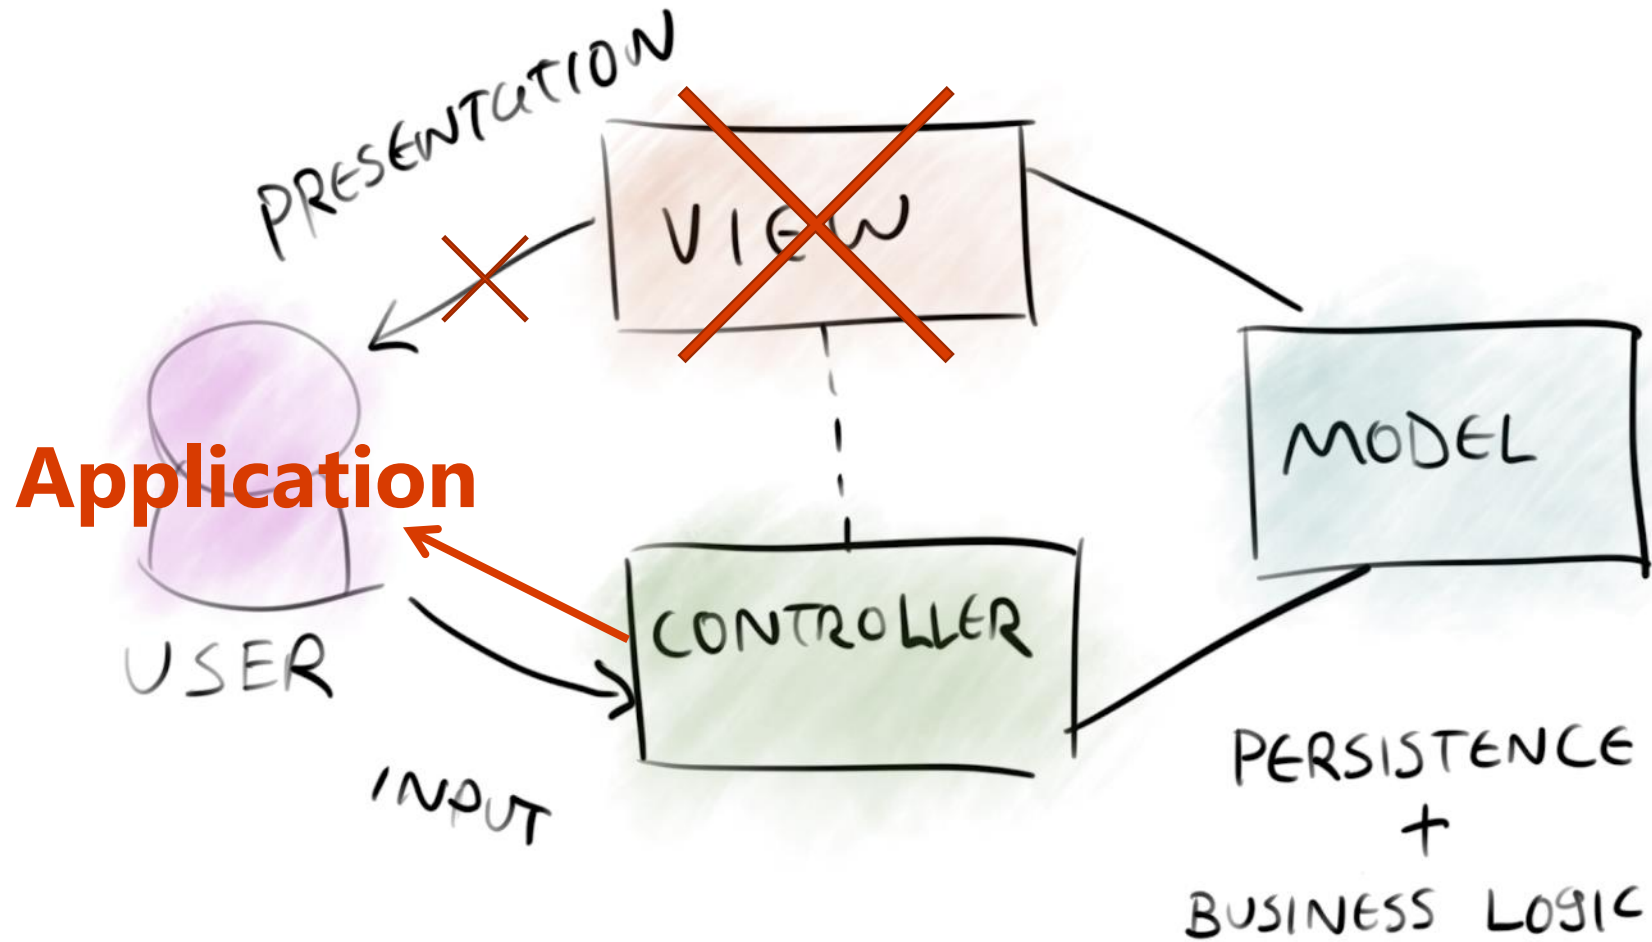 PRESENTATION
VIEW
MODEL
Application
CONTROLLER
USER
INPUT
PERSISTENCE
+
BUSINESS LOGIC